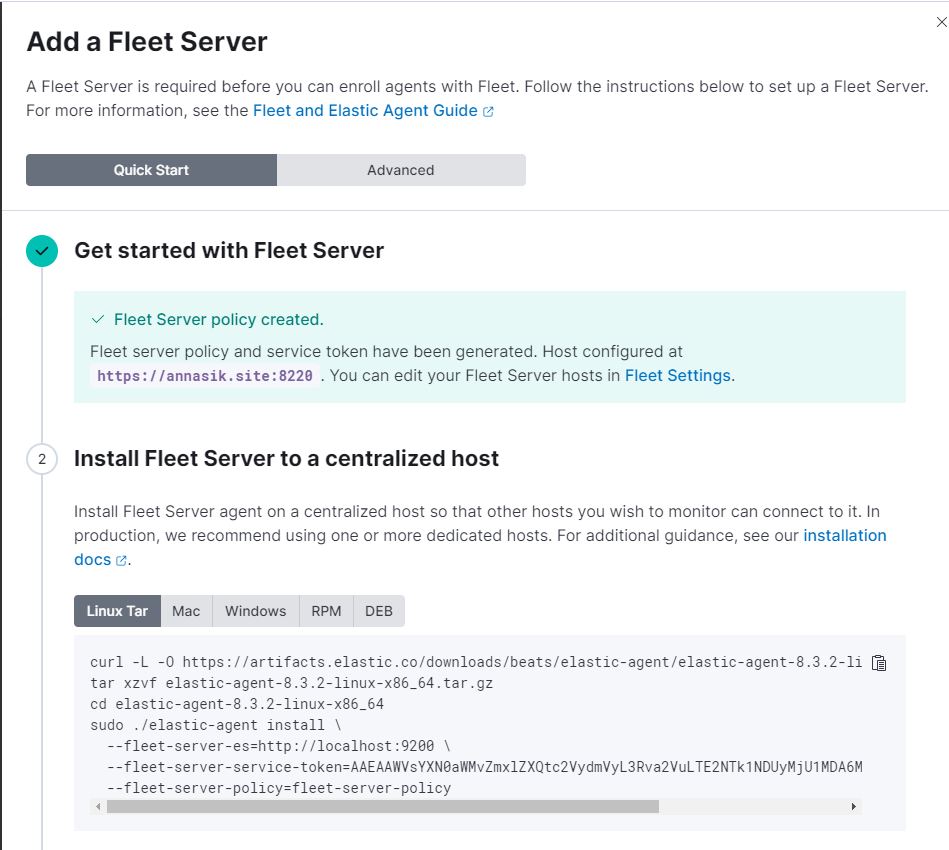 Add a Fleet Server
A Fleet Server is required before you can enroll agents with Fleet. Follow the instructions below to set up a Fleet Server.
For more information, see the Fleet and Elastic Agent Guide
Quick Start
Advanced
Get started with Fleet Server
Fleet Server policy created.
Fleet server policy and service token have been generated. Host configured at
https://annasik.site:8220. You can edit your Fleet Server hosts in Fleet Settings.
2
Install Fleet Server to a centralized host
Install Fleet Server agent on a centralized host so that other hosts you wish to monitor can connect to it. In
production, we recommend using one or more dedicated hosts. For additional guidance, see our installation
docs.
Linux Tar
Mac
Windows
RPM
DEB
curl -L -O https://artifacts.elastic.co/downloads/beats/elastic-agent/elastic-agent-8.3.2-li
tar xzvf elastic-agent-8.3.2-linux-x86_64.tar.gz
cd elastic-agent-8.3.2-linux-x86_64
sudo ./elastic-agent install \
--fleet-server-es=http://localhost:9200 \
--fleet-server-service-token=AAEAAWVsYXN0aWMvZmxlZXQtc2VydmVyL3Rva2VuLTE2NTk1NDUyMjU1MDA6M
--fleet-server-policy=fleet-server-policy